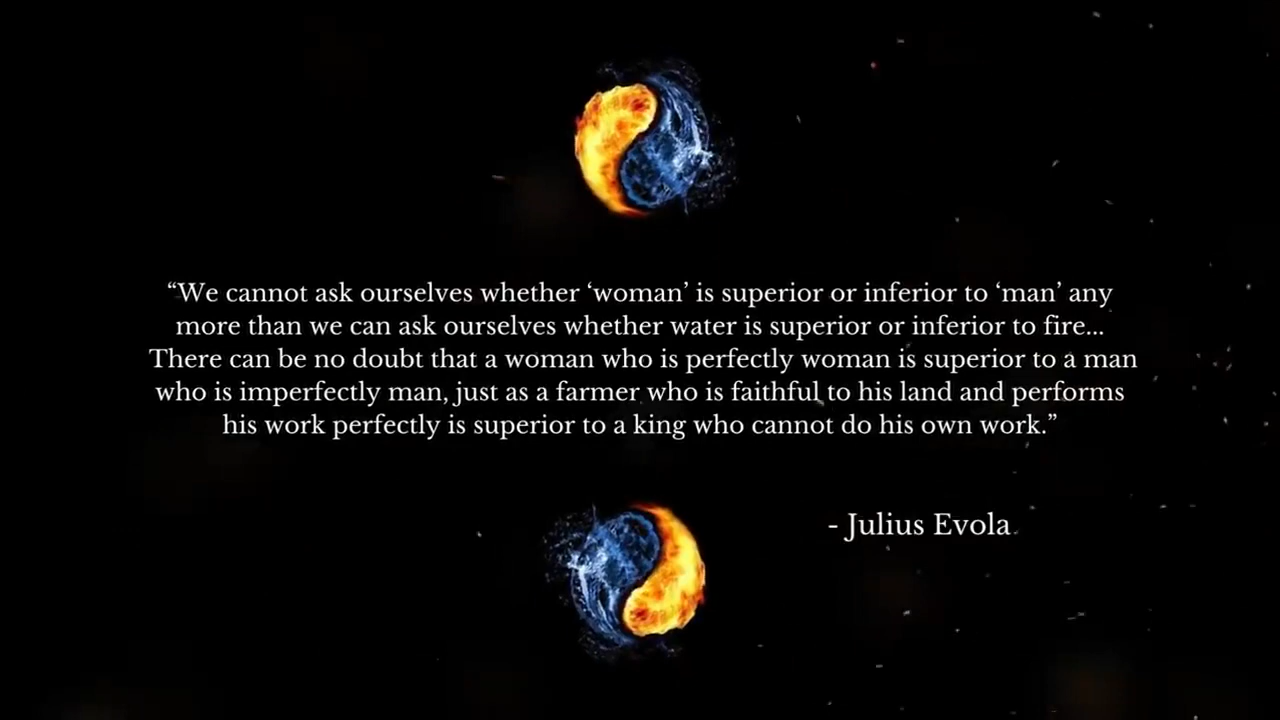 “We cannot ask ourselves whether ‘woman’ is superior or inferior to ‘man’ any
more than we can ask ourselves whether water is superior or inferior to fire...
There can be no doubt that a woman who is perfectly woman is superior to a man
who is imperfectly man, just as a farmer who is faithful to his land and performs
his work perfectly is superior to a king who cannot do his own work.”
- Julius Evola